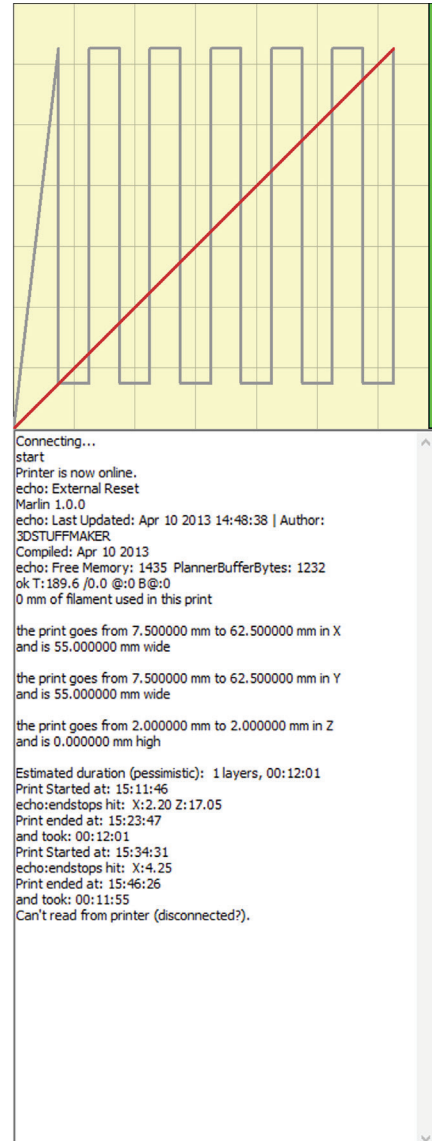 Connecting...
start
Printer is now online.
echo: External Reset
Marlin 1.0.0
echo: Last Updated: Apr 10 2013 14:48:38 | Author:
3DSTUFFMAKER
Compiled: Apr 10 2013
echo: Free Memory: 1435 PlannerBufferBytes: 1232
ok T:189.6 /0.0 @:0 B@:0
0 mm of filament used in this print
the print goes from 7.500000 mm to 62.500000 mm in X
and is 55.000000 mm wide
the print goes from 7.500000 mm to 62.500000 mm in Y
and is 55.000000 mm wide
the print goes from 2.000000 mm to 2.000000 mm in Z
and is 0.000000 mm high
Estimated duration (pessimistic): 1 layers, 00:12:01
Print Started at: 15:11:46
echo:endstops hit: X:2.20 Z:17.05
Print ended at: 15:23:47
and took: 00:12:01
Print Started at: 15:34:31
echo:endstops hit: X:4.25
Print ended at: 15:46:26
and took: 00:11:55
Can't read from printer (disconnected?).